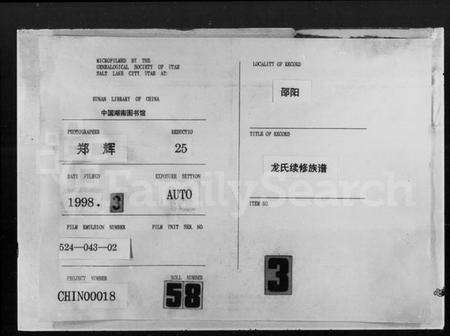 MICROFILMED BY THE
GENEALOGICAL SOCIETY OF UTAH
SALT LAKE CITY, UTAH AT:
HUNAN LIBRARY OF CHINA
中国湖南图书馆
PHOTOGRAPHER
REDUCTIO
郑 辉
25
DATE FILMED
EXPOSURE SETTION
1998. 3
AUTO
FILM EMULSION NUMBER
FILM UNIT SER. NO
524—043—02
PROJECT NUMBER
ROLL NUMBER
CHIN00018
58
LOCALITY OF RECORD
邵阳
TITLE OF RECORD
龙氏续修族谱
ITEM NO
3
FamilySearch